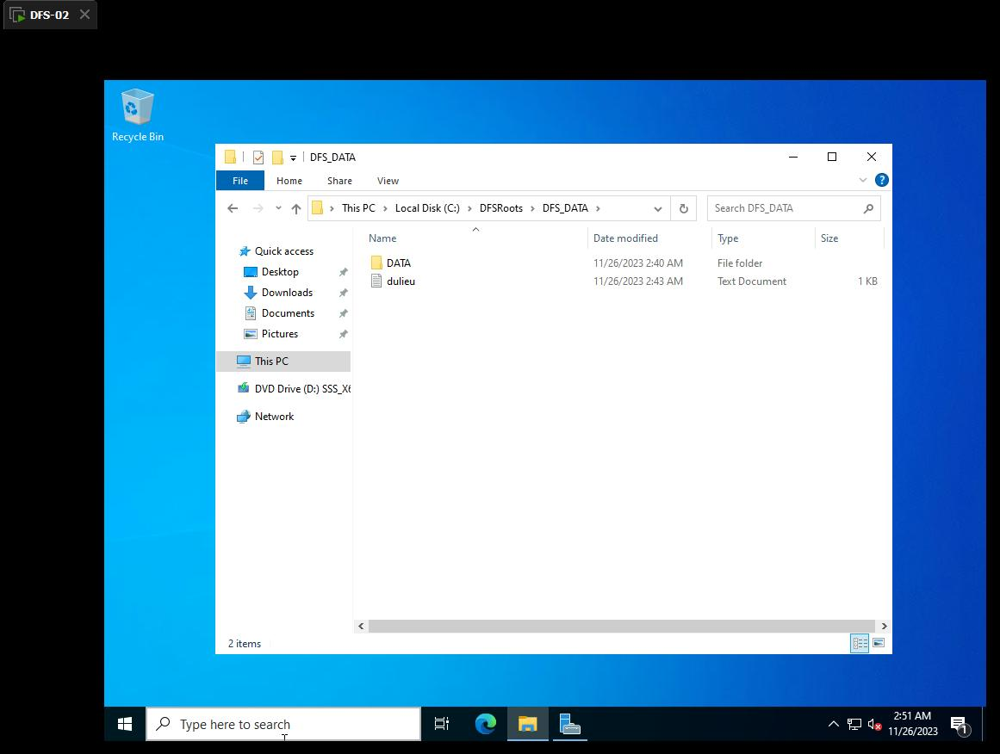 DFS-02
Recycle Bin
DFS_DATA
File Home Share View
This PC Local Disk (C:) DFSRoots DFS_DATA
Search DFS_DATA
Name Date modified Type Size
Quick access
Desktop
Downloads
Documents
Pictures
This PC
DVD Drive (D:) SSS_X6
Network
DATA 11/26/2023 2:40 AM File folder
dulieu 11/26/2023 2:43 AM Text Document 1 KB
2 items
Type here to search
2:51 AM
11/26/2023
1